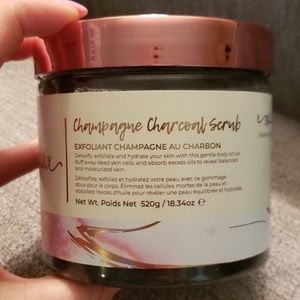 Champagne Charcoal Scrub
EXFOLIANT CHAMPAGNE AU CHARBON
Detoxify, exfoliate and hydrate your skin with this gentle body scrub.
Buff away dead skin cells and absorb excess oils to reveal balanced
and moisturized skin.
Détoxifiez, exfoliez et hydratez votre peau avec ce gommage
doux pour le corps. Éliminez les cellules mortes de la peau et
absorbez l'excès d'huile pour révéler une peau équilibrée et hydratée.
Net Wt. Poids Net 520g / 18.34oz ℮